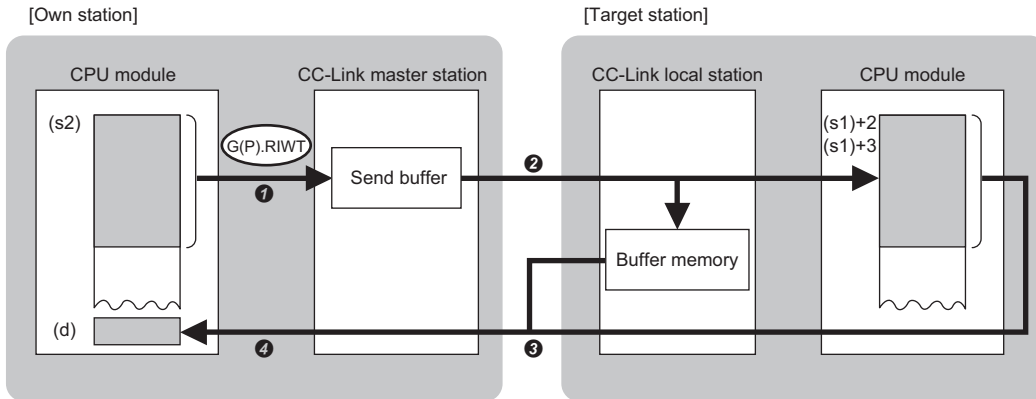 [Own station]
[Target station]
CPU module
CC-Link master station
CC-Link local station
CPU module
(s2)
G(P).RIWT
Send buffer
❶
❷
(s1)+2
(s1)+3
Buffer memory
(d)
❹
❸